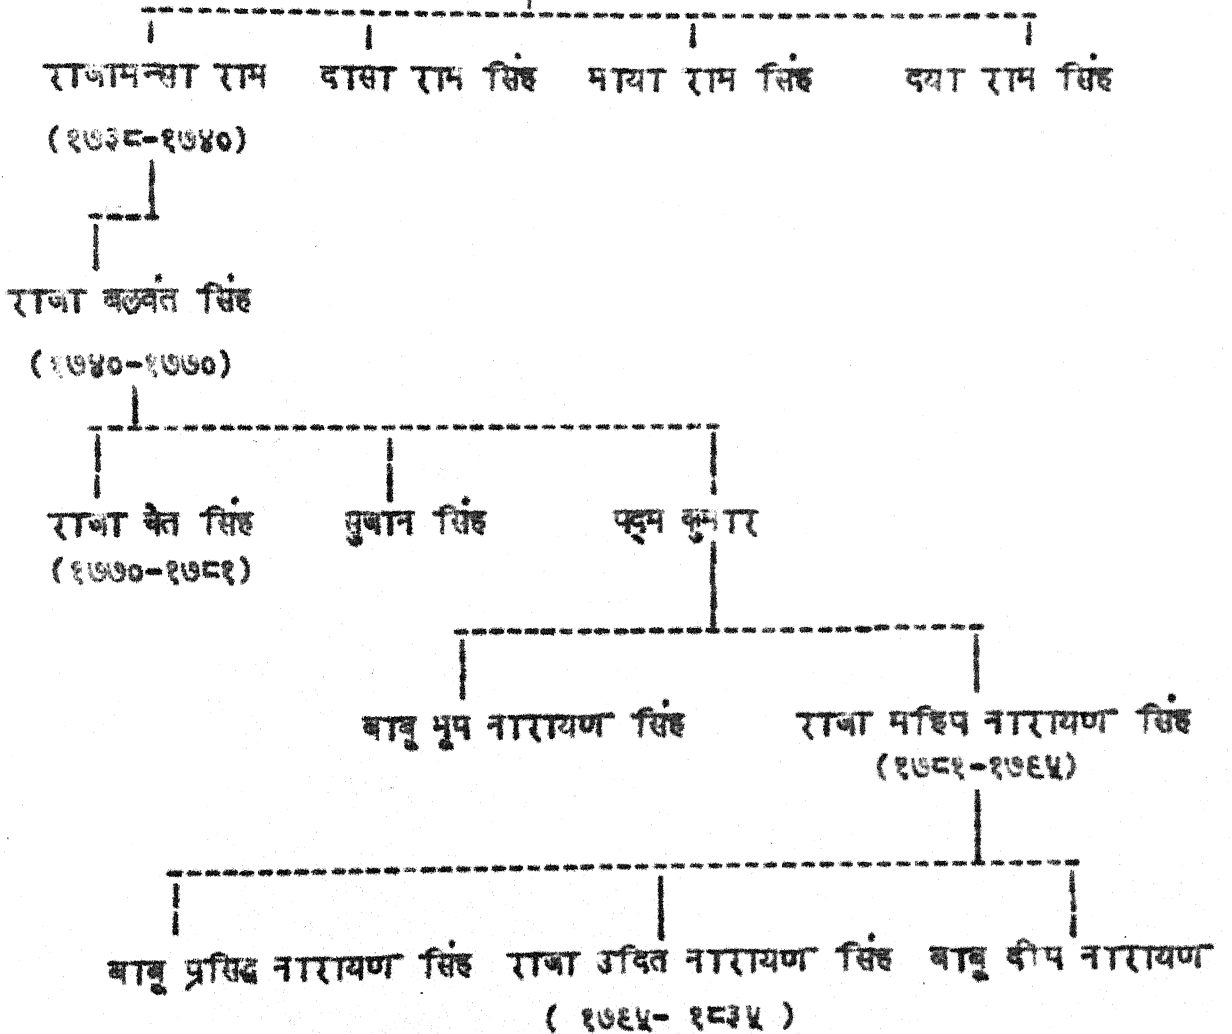 राजामन्सा राम दासा राम सिंह माया राम सिंह दया राम सिंह
(१७३८-१७४०)
राजा बलवंत सिंह
(१७४०-१७७०)
राजा चेत सिंह सुजान सिंह पद्म कुमार
(१७७०-१७८१)
बाबू भूप नारायण सिंह राजा महिप नारायण सिंह
(१७८१-१७९५)
बाबू प्रसिद्ध नारायण सिंह राजा उदित नारायण सिंह बाबू दीप नारायण
( १७९५- १८३५ )